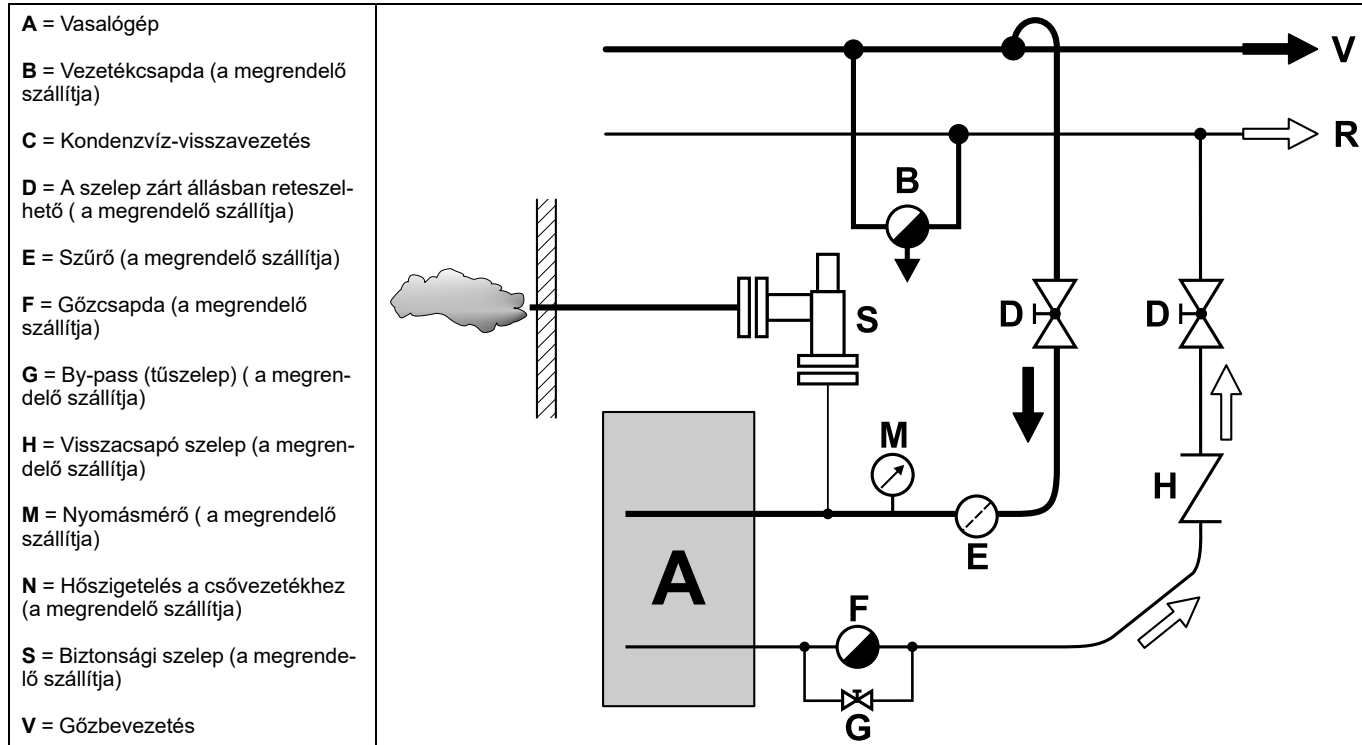 A = Vasalógép
B = Vezetékcsapda (a megrendelő
szállítja)
C = Kondenzvíz-visszavezetés
D = A szelep zárt állásban reteszel-
hető ( a megrendelő szállítja)
E = Szűrő (a megrendelő szállítja)
F = Gőzcsapda (a megrendelő
szállítja)
G = By-pass (tűszelep) ( a megren-
delő szállítja)
H = Visszacsapó szelep (a megren-
delő szállítja)
M = Nyomásmérő ( a megrendelő
szállítja)
N = Hőszigetelés a csővezetékhez
(a megrendelő szállítja)
S = Biztonsági szelep (a megrende-
lő szállítja)
V = Gőzbevezetés
V
R
B
S
D
D
M
H
E
A
F
G